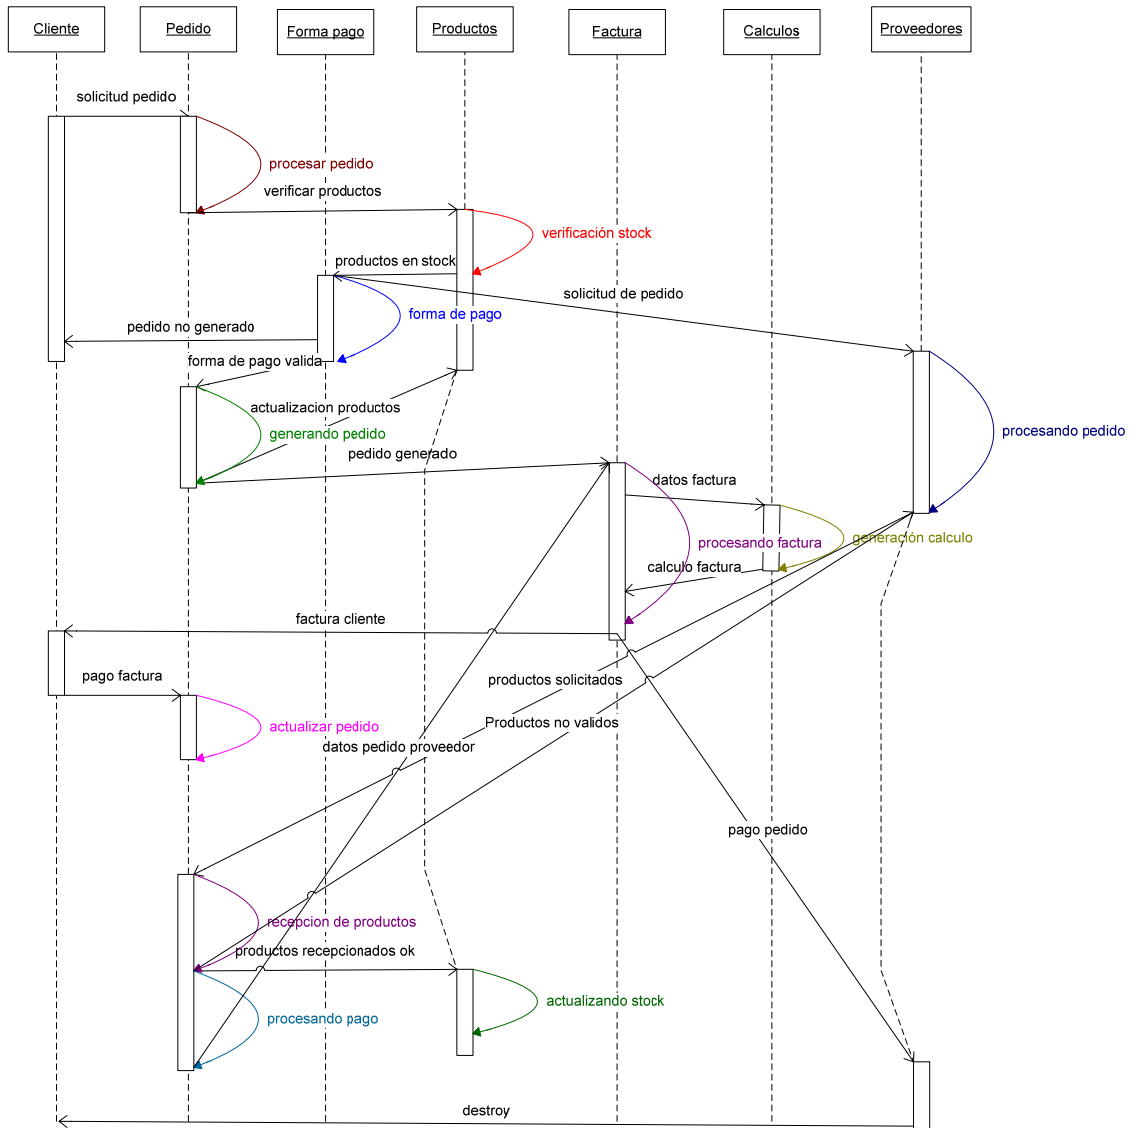 Cliente
Pedido
Forma pago
Productos
Factura
Calculos
Proveedores
solicitud pedido
procesar pedido
verificar productos
verificación stock
productos en stock
solicitud de pedido
forma de pago
pedido no generado
forma de pago valida
actualizacion productos
generando pedido
procesando pedido
pedido generado
datos factura
generación calculo
procesando factura
calculo factura
factura cliente
pago factura
productos solicitados
Productos no validos
actualizar pedido
datos pedido proveedor
pago pedido
recepcion de productos
productos recepcionados ok
actualizando stock
procesando pago
destroy